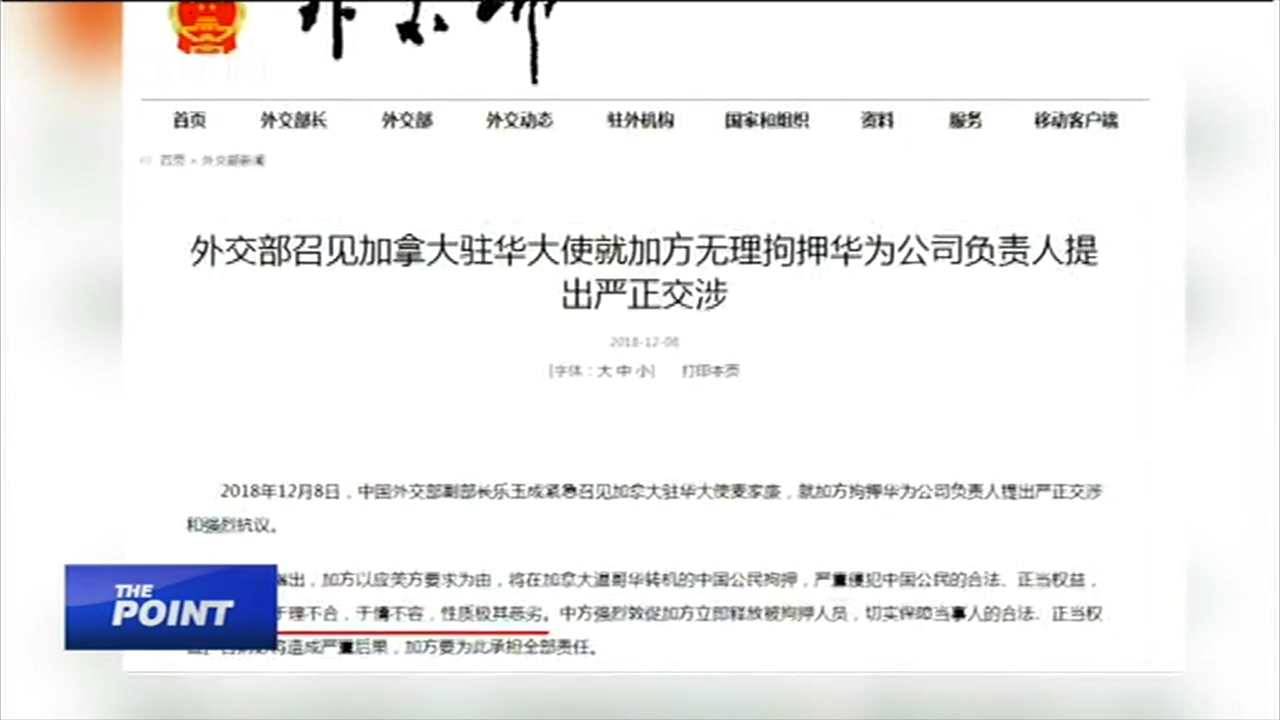 首页 外交部长 外交部 外交动态 驻外机构 国家和组织 资料 服务 移动客户端
首页 > 外交部新闻
外交部召见加拿大驻华大使就加方无理拘押华为公司负责人提
出严正交涉
2018-12-08
[字体：大 中 小] 打印本页
2018年12月8日，中国外交部副部长乐玉成紧急召见加拿大驻华大使麦家廉，就加方拘押华为公司负责人提出严正交涉
和强烈抗议。
指出，加方以应美方要求为由，将在加拿大温哥华转机的中国公民拘押，严重侵犯中国公民的合法、正当权益，
于理不合，于情不容，性质极其恶劣。中方强烈敦促加方立即释放被拘押人员，切实保障当事人的合法、正当权
将造成严重后果，加方要为此承担全部责任。
THE
POINT